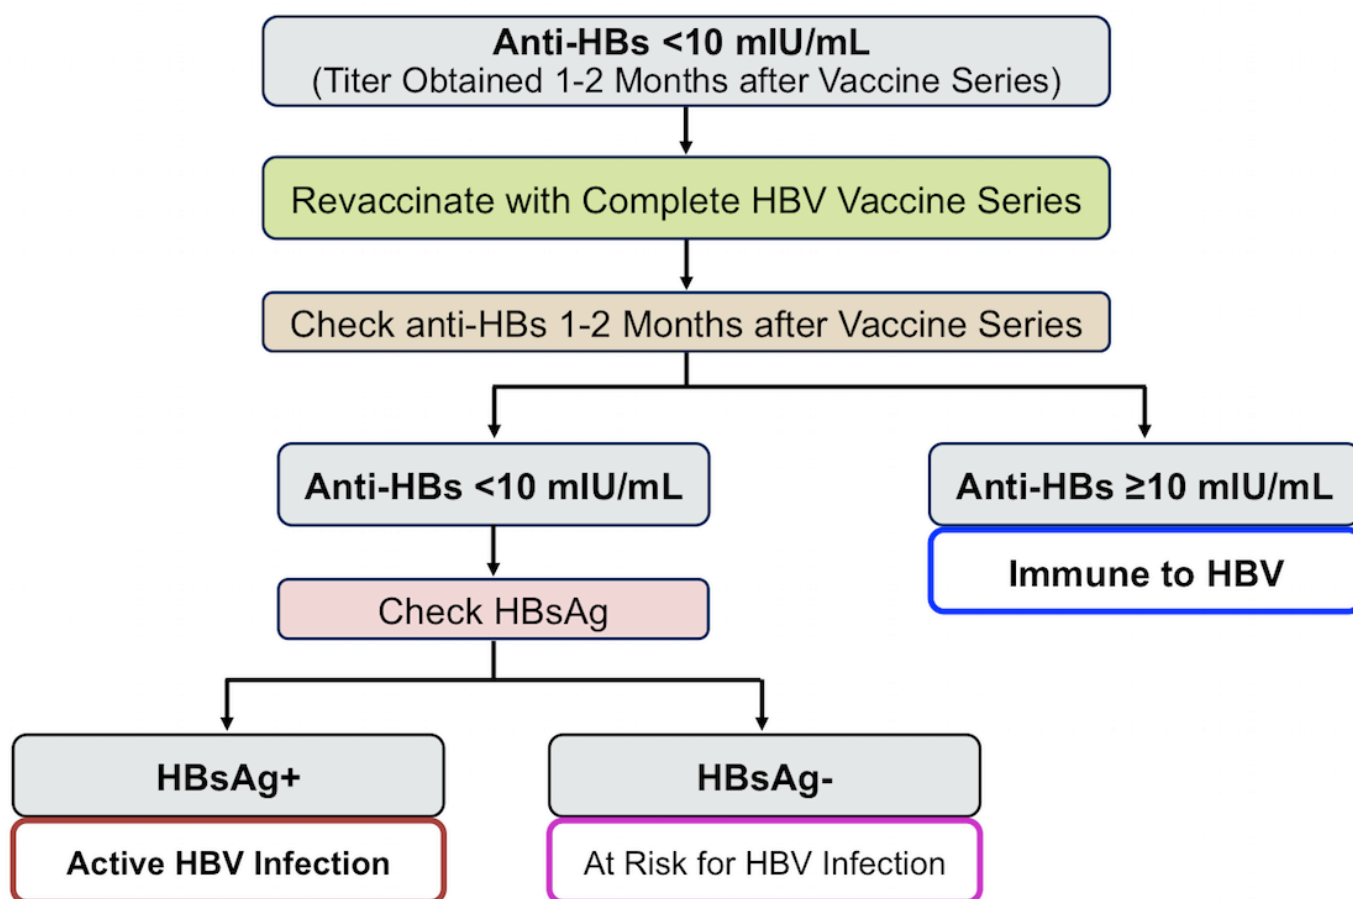 Anti-HBs <10 mIU/mL
(Titer Obtained 1-2 Months after Vaccine Series)
Revaccinate with Complete HBV Vaccine Series
Check anti-HBs 1-2 Months after Vaccine Series
Anti-HBs <10 mIU/mL
Anti-HBs ≥10 mIU/mL
Immune to HBV
Check HBsAg
HBsAg+
HBsAg-
Active HBV Infection
At Risk for HBV Infection